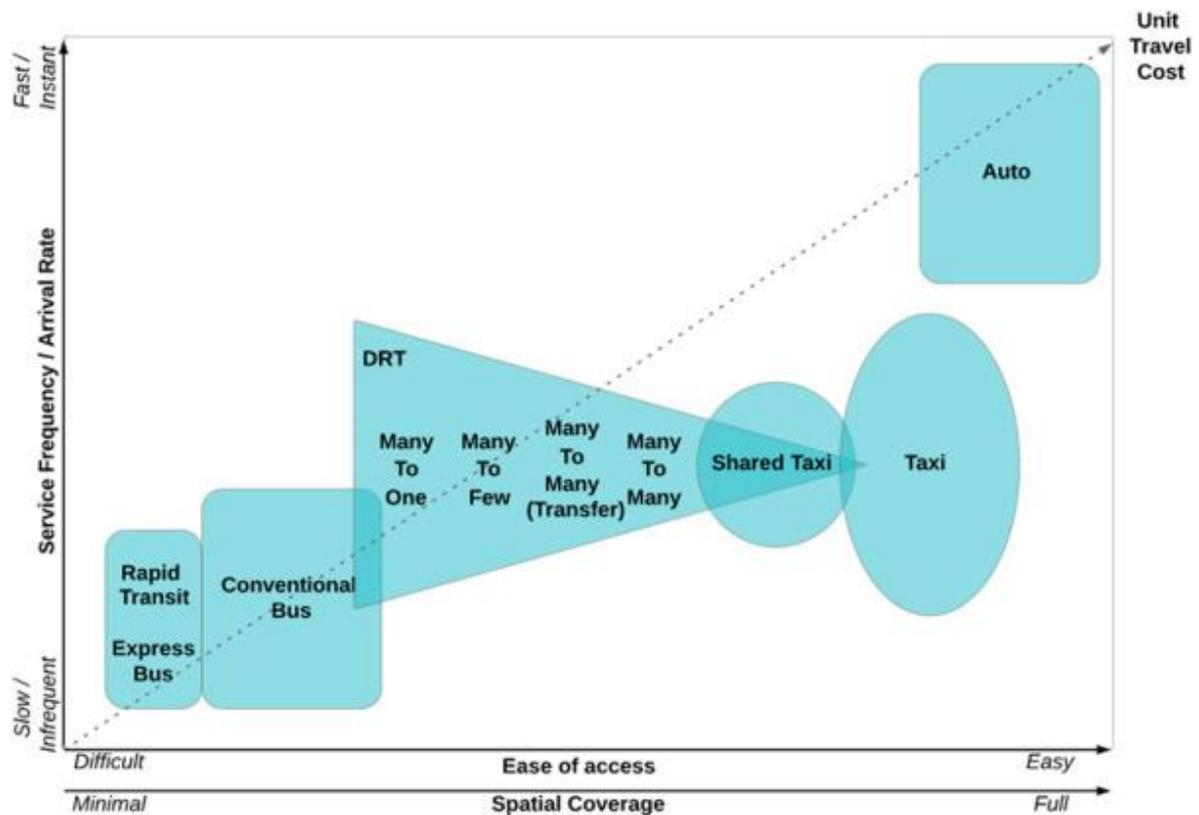 Unit
Travel
Cost
Fast /
Instant
Auto
Service Frequency / Arrival Rate
DRT
Many
To
One
Many
To
Few
Many
To
Many
(Transfer)
Many
To
Many
Shared Taxi
Taxi
Rapid
Transit
Express
Bus
Conventional
Bus
Slow /
Infrequent
Difficult
Ease of access
Easy
Minimal
Spatial Coverage
Full